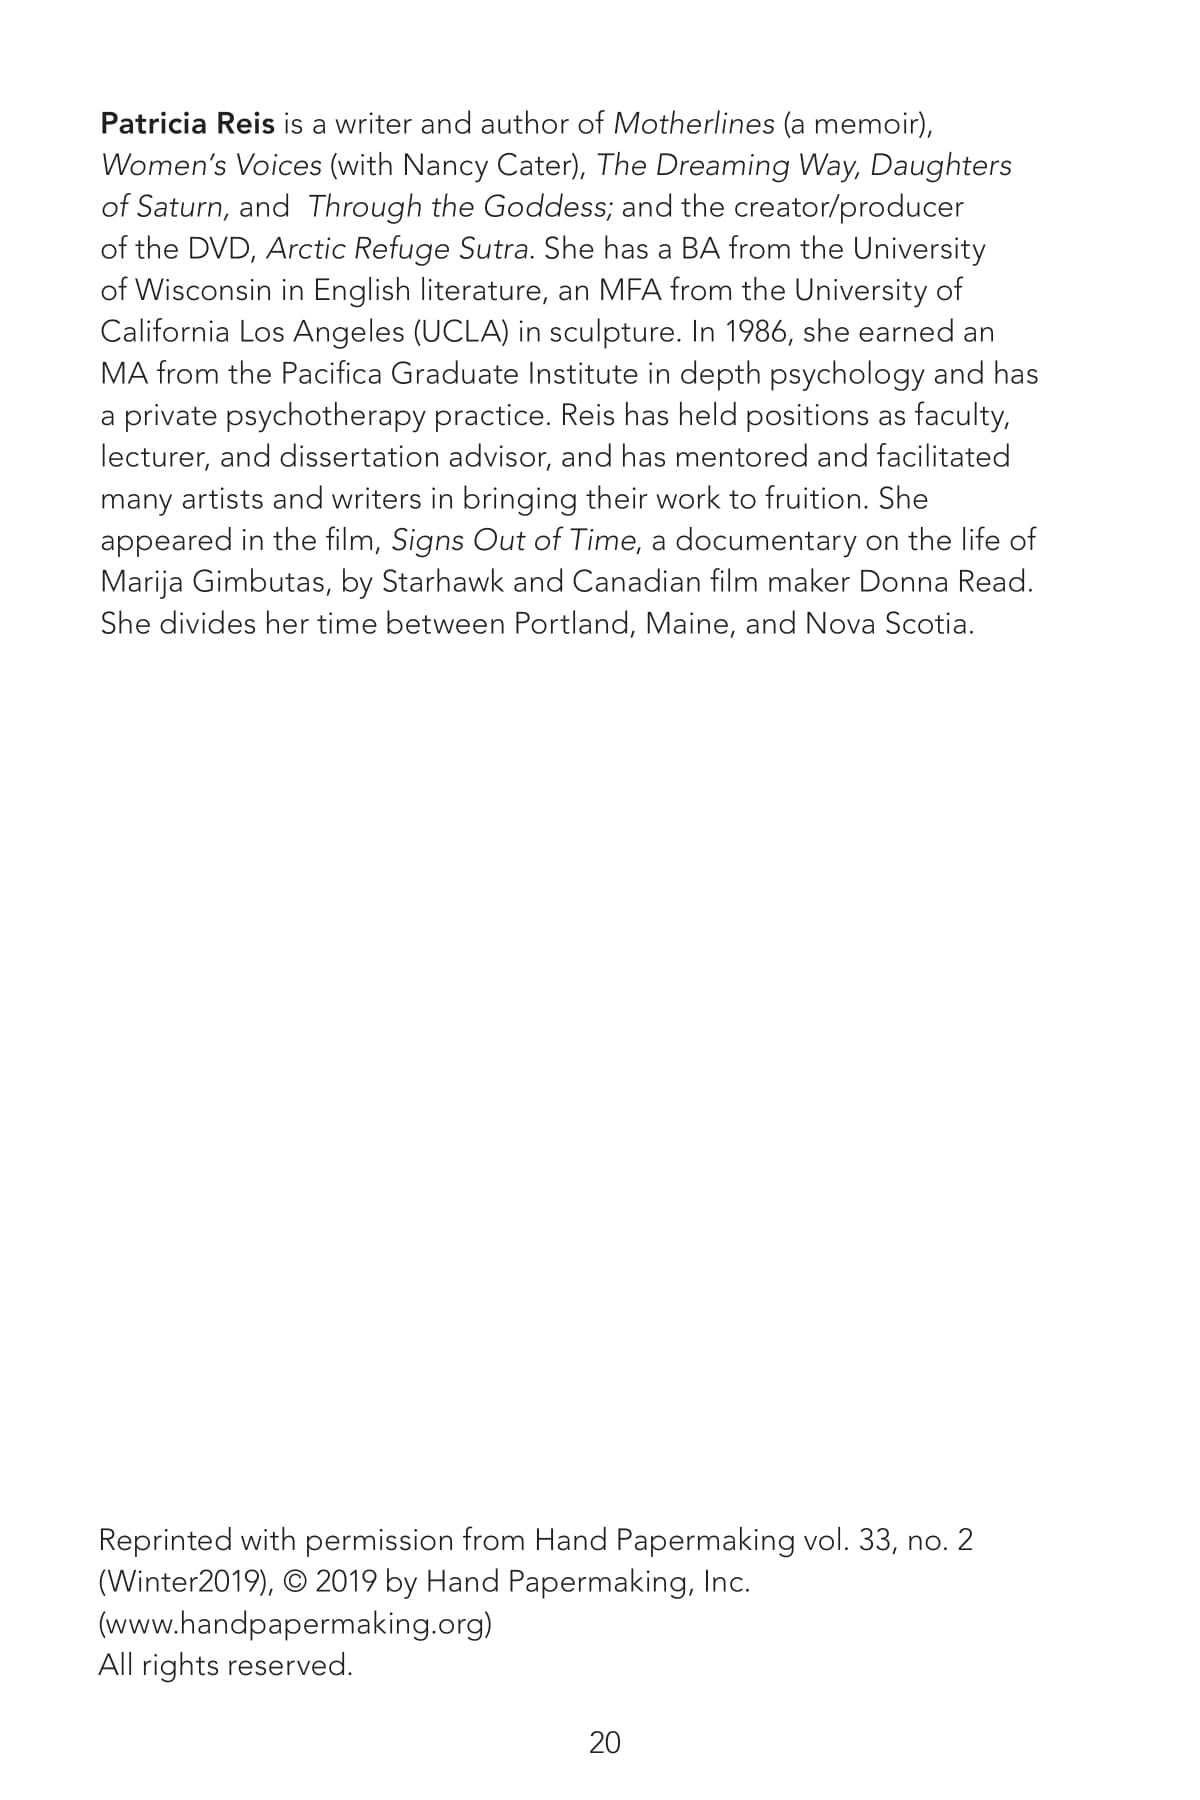 Patricia Reis is a writer and author of Motherlines (a memoir),
Women’s Voices (with Nancy Cater), The Dreaming Way, Daughters
of Saturn, and  Through the Goddess; and the creator/producer
of the DVD, Arctic Refuge Sutra. She has a BA from the University
of Wisconsin in English literature, an MFA from the University of
California Los Angeles (UCLA) in sculpture. In 1986, she earned an
MA from the Pacifica Graduate Institute in depth psychology and has
a private psychotherapy practice. Reis has held positions as faculty,
lecturer, and dissertation advisor, and has mentored and facilitated
many artists and writers in bringing their work to fruition. She
appeared in the film, Signs Out of Time, a documentary on the life of
Marija Gimbutas, by Starhawk and Canadian film maker Donna Read.
She divides her time between Portland, Maine, and Nova Scotia.
Reprinted with permission from Hand Papermaking vol. 33, no. 2
(Winter2019), © 2019 by Hand Papermaking, Inc.
(www.handpapermaking.org)
All rights reserved.
20